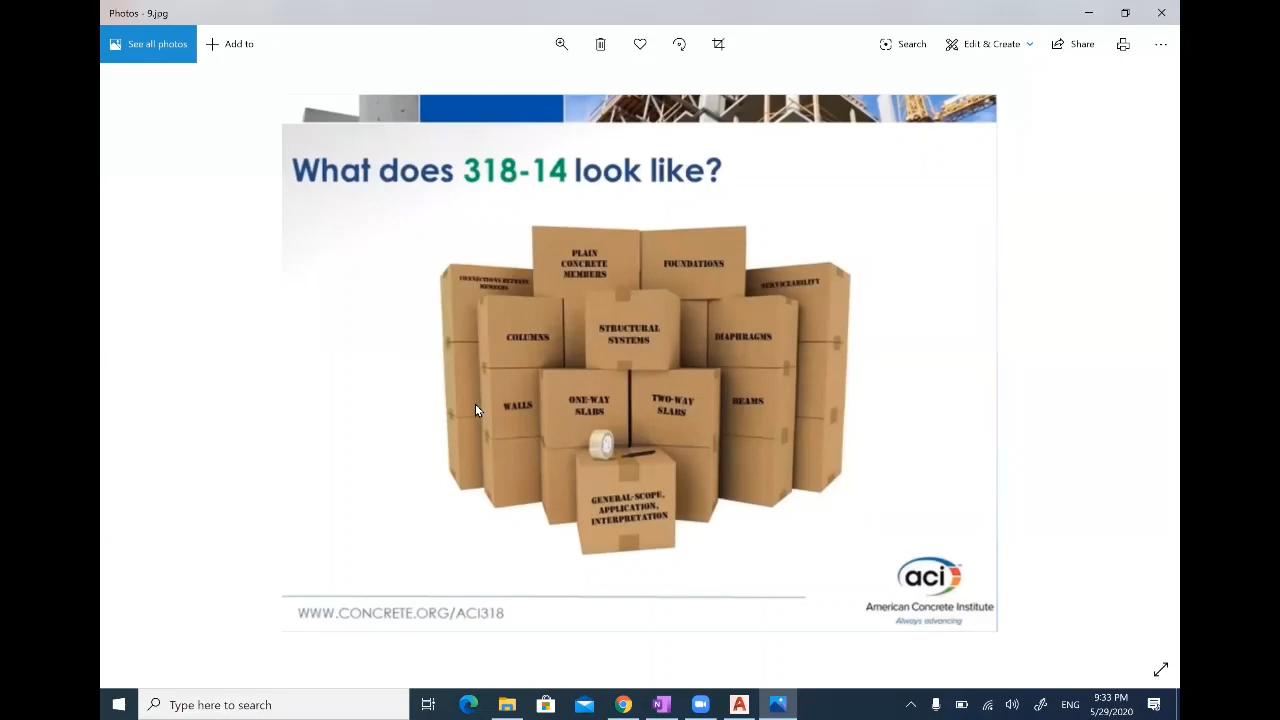 Photos - 9.jpg
See all photos
Add to
Search
Edit & Create
Share
What does 318-14 look like?
PLAIN
CONCRETE
MEMBERS
FOUNDATIONS
CONNECTIONS BETWEEN
MEMBERS
SERVICEABILITY
COLUMNS
STRUCTURAL
SYSTEMS
DIAPHRAGMS
WALLS
ONE-WAY
SLABS
TWO-WAY
SLABS
BEAMS
GENERAL-SCOPE,
APPLICATION,
INTERPRETATION
aci
American Concrete Institute
Always advancing
WWW.CONCRETE.ORG/ACI318
Type here to search
ENG
9:33 PM
5/29/2020